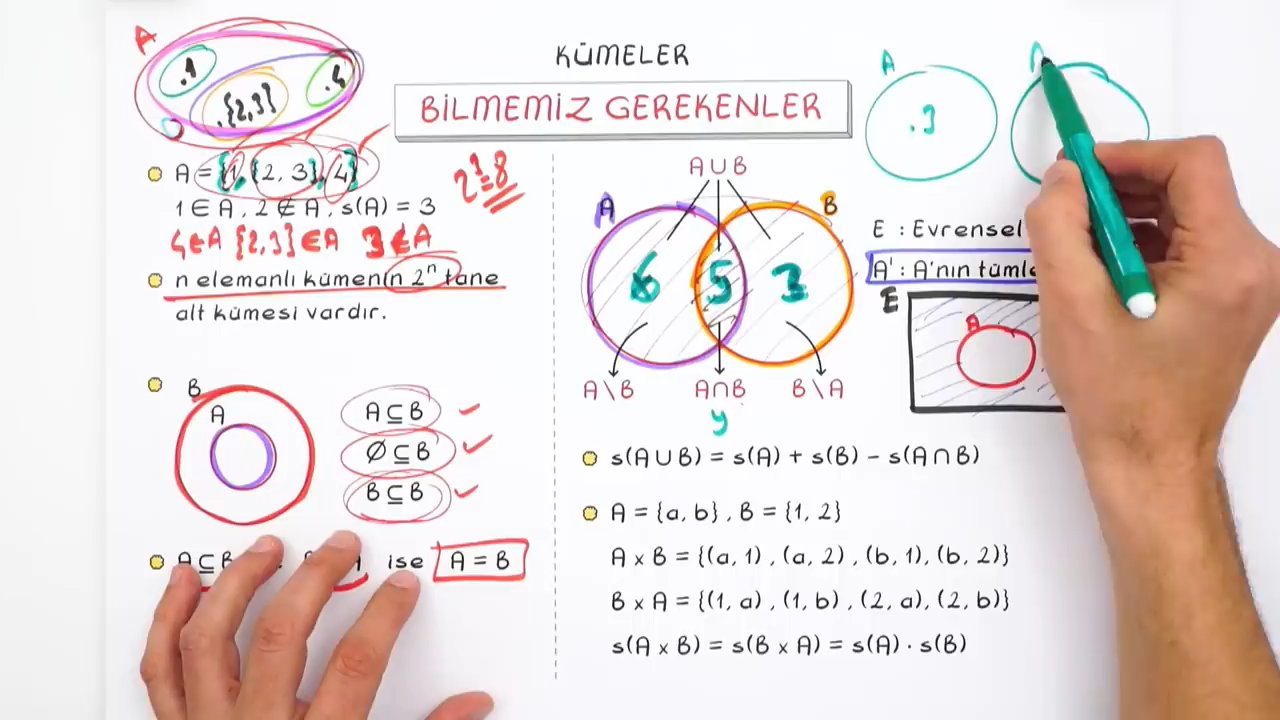 KÜMELER
BİLMEMİZ GEREKENLER
A
.1
.{2,3}
.4
A = {1, {2, 3}, 4}
1 ∈ A , 2 ∉ A , s(A) = 3
{2,3} ∈ A 3 ∉ A
2³=8
n elemanlı kümenin 2ⁿ tane
alt kümesi vardır.
B
A
A ⊆ B
∅ ⊆ B
B ⊆ B
A ⊆ B
ise
A = B
A ∪ B
A
B
6
5
3
A \ B
A∩B
B \ A
y
s(A ∪ B) = s(A) + s(B) − s(A ∩ B)
A = {a, b} , B = {1, 2}
A x B = {(a, 1) , (a, 2) , (b, 1), (b, 2)}
B x A = {(1, a) , (1, b) , (2, a), (2, b)}
s(A x B) = s(B x A) = s(A) · s(B)
A
.3
E : Evrensel
A' : A'nın
E
A